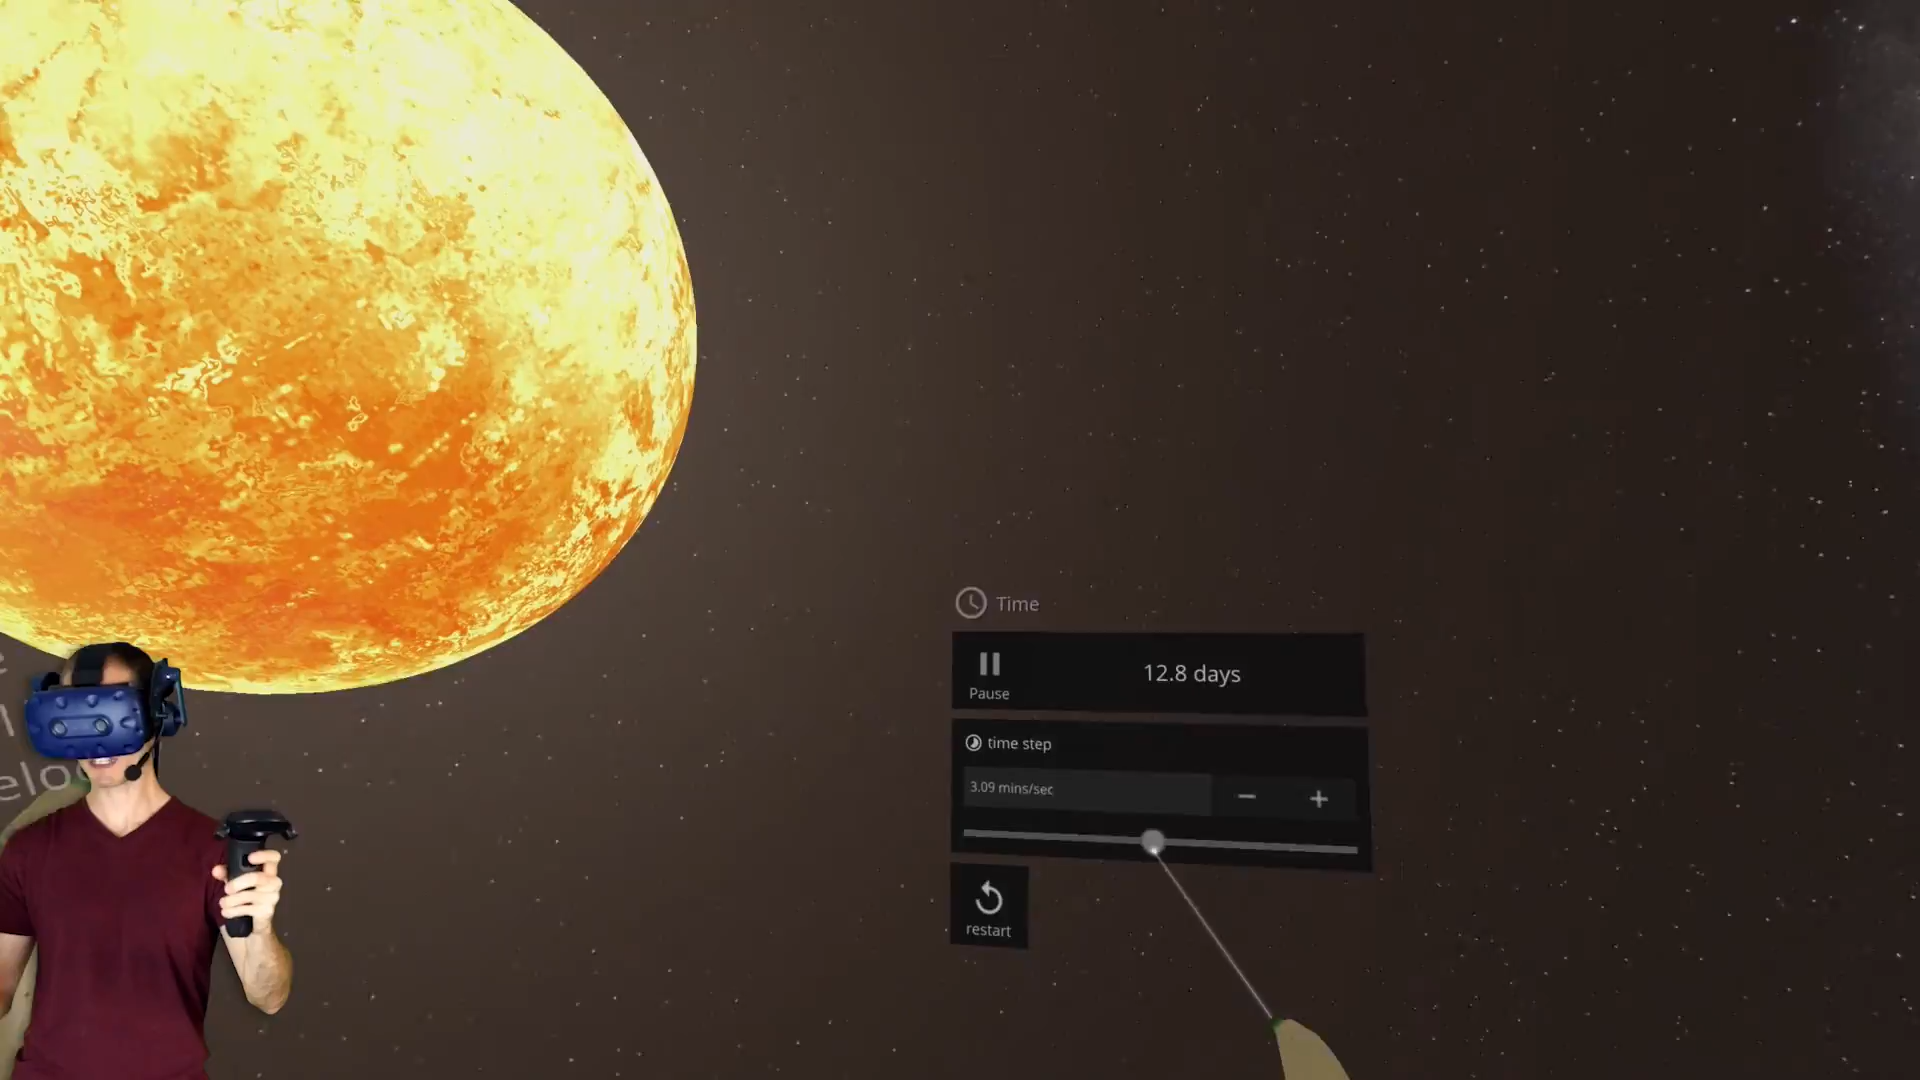 Time
Pause
12.8 days
time step
3.09 mins/sec
− +
restart